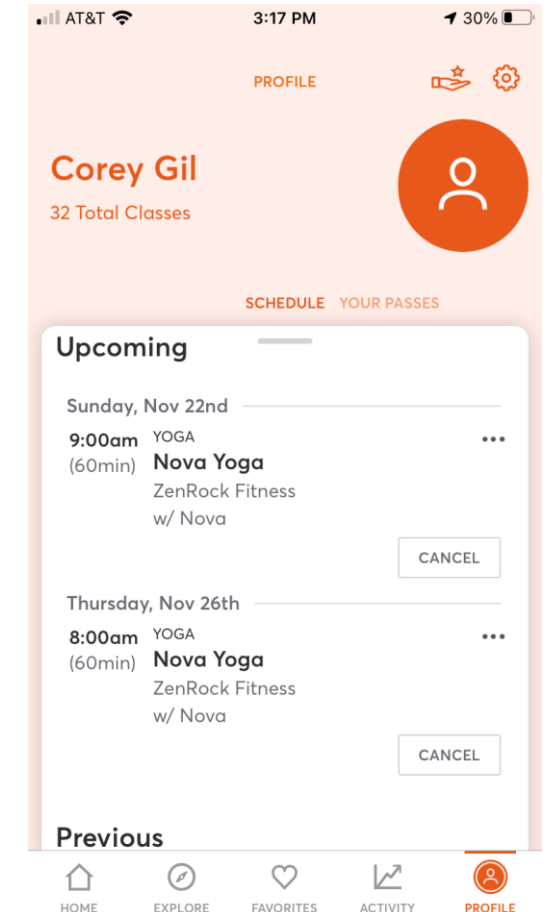 AT&T 3:17 PM 30%
PROFILE
Corey Gil
32 Total Classes
SCHEDULE YOUR PASSES
Upcoming
Sunday, Nov 22nd
9:00am YOGA
(60min) Nova Yoga
ZenRock Fitness
w/ Nova
CANCEL
Thursday, Nov 26th
8:00am YOGA
(60min) Nova Yoga
ZenRock Fitness
w/ Nova
CANCEL
Previous
HOME EXPLORE FAVORITES ACTIVITY PROFILE